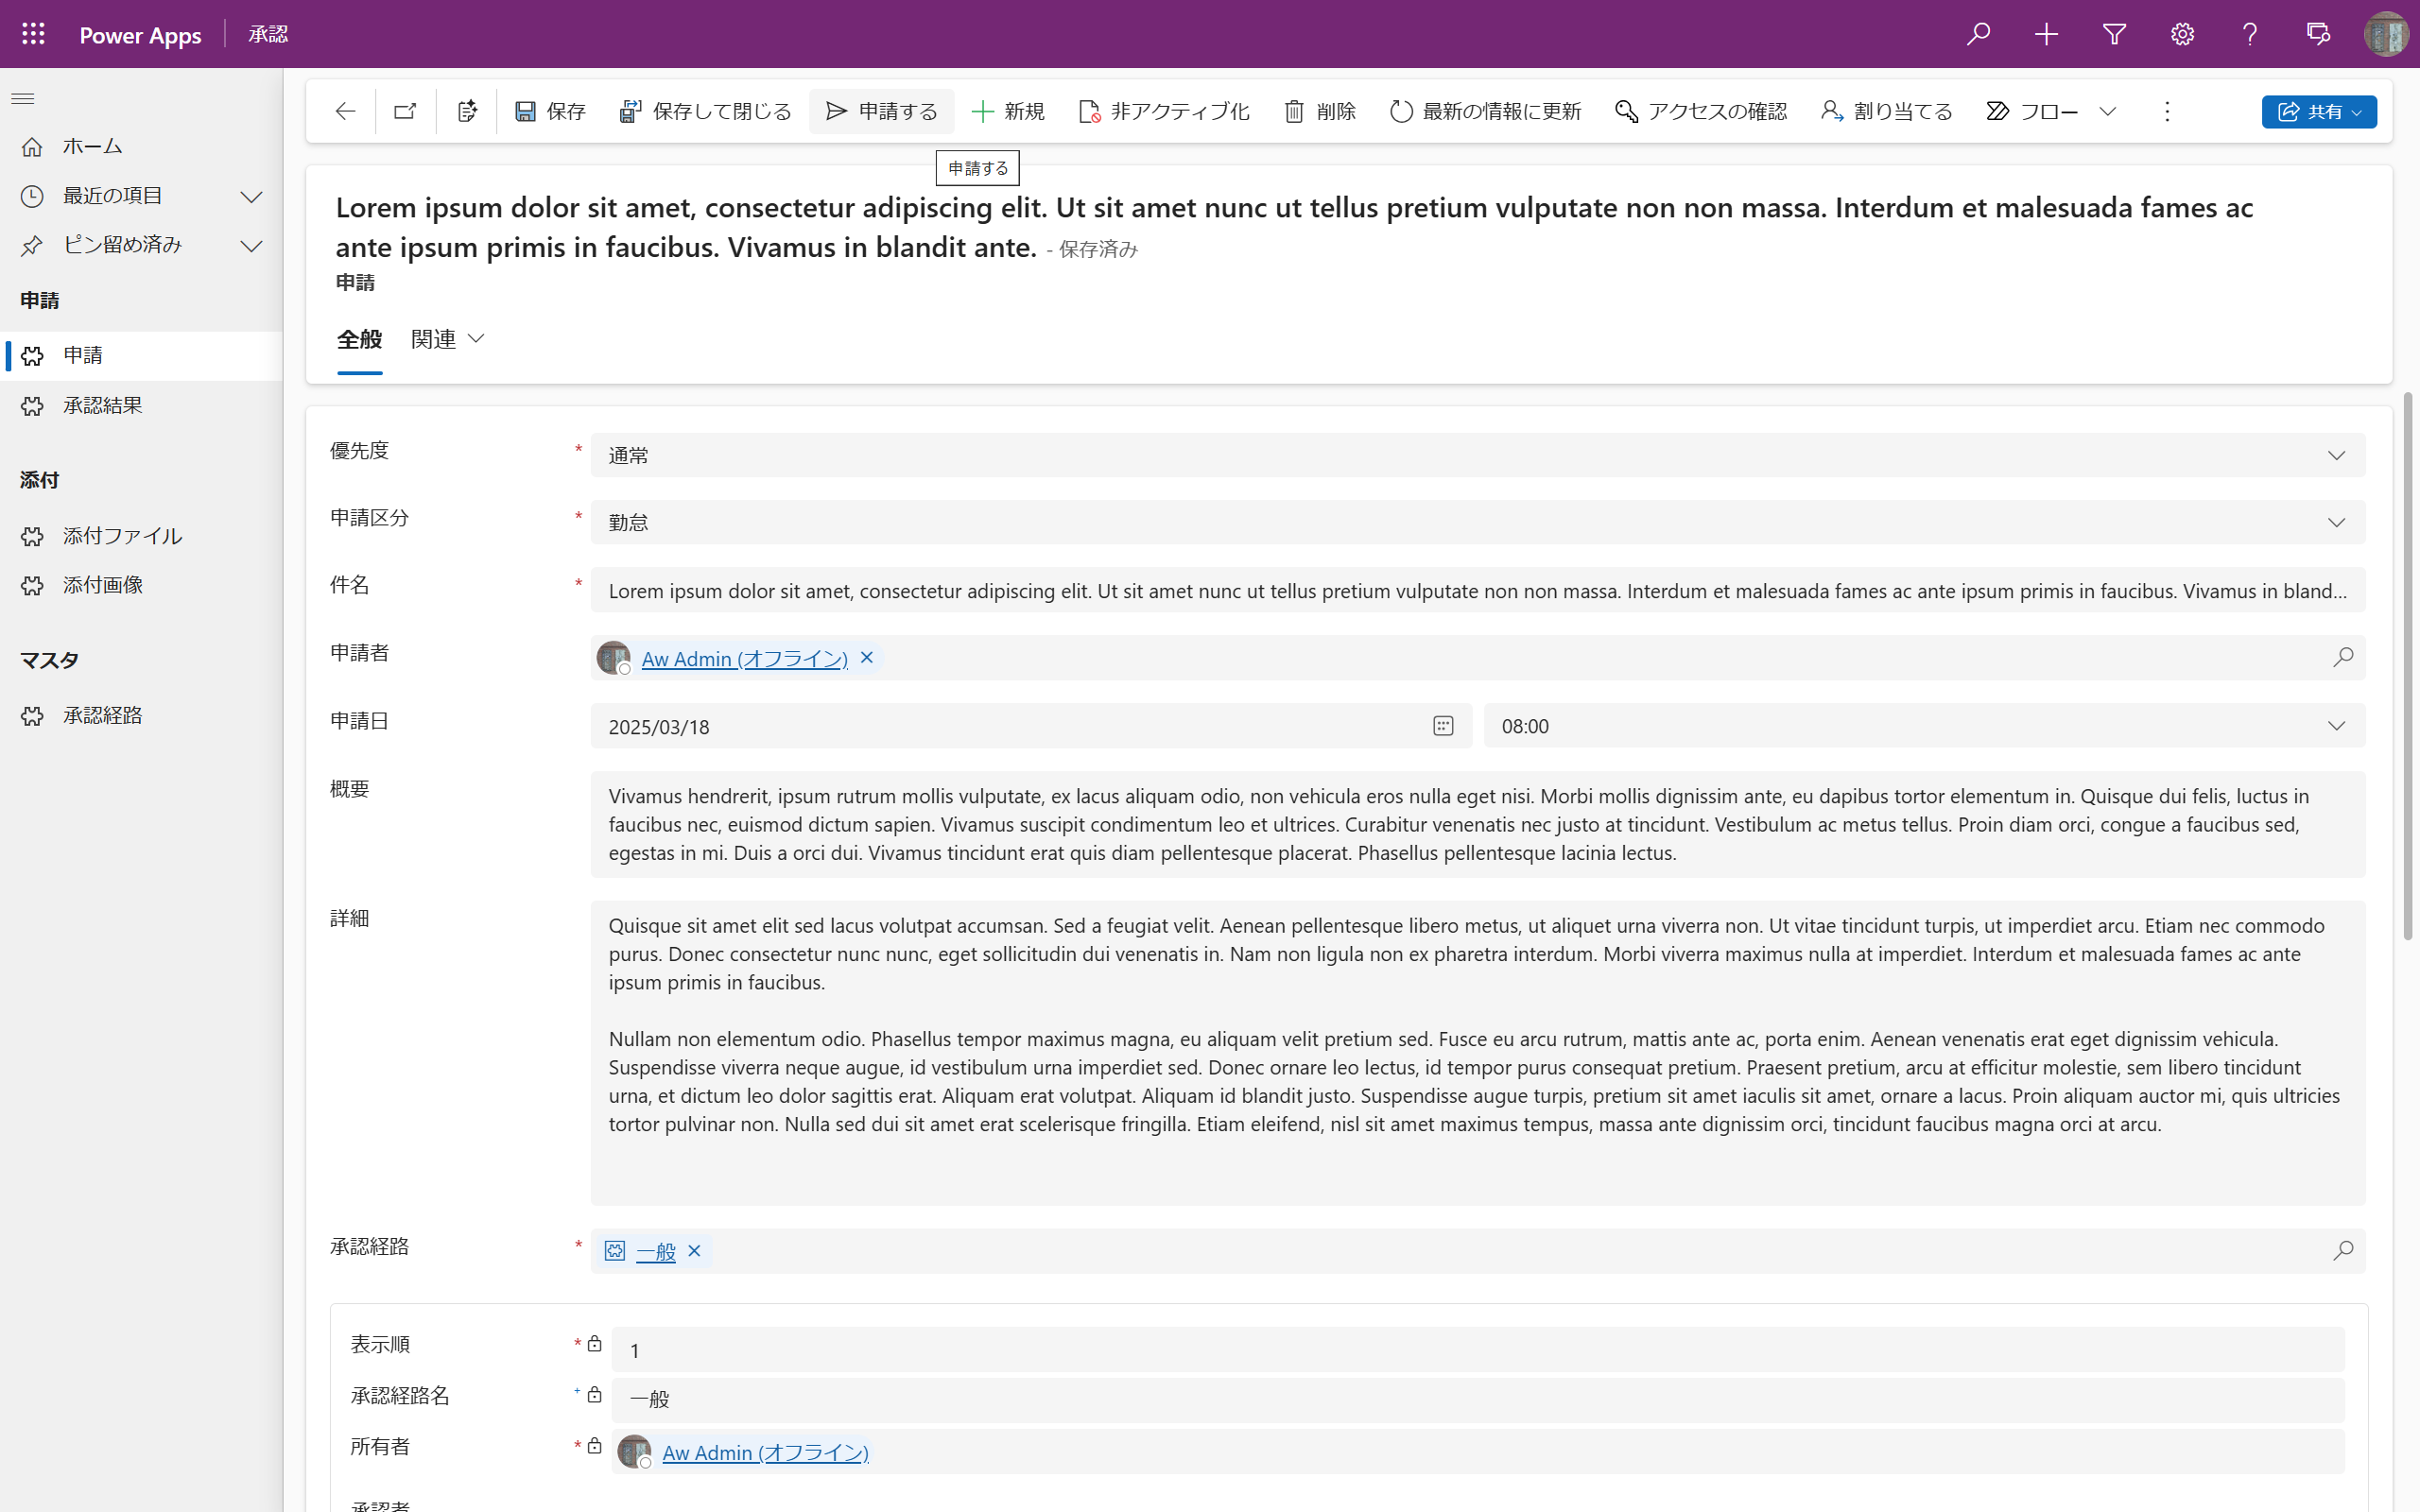 Power Apps 承認
保存 保存して閉じる 申請する 新規 非アクティブ化 削除 最新の情報に更新 アクセスの確認 割り当てる フロー 共有
申請する
ホーム
最近の項目
ピン留め済み
申請
申請
承認結果
添付
添付ファイル
添付画像
マスタ
承認経路
Lorem ipsum dolor sit amet, consectetur adipiscing elit. Ut sit amet nunc ut tellus pretium vulputate non non massa. Interdum et malesuada fames ac
ante ipsum primis in faucibus. Vivamus in blandit ante. - 保存済み
申請
全般 関連
優先度 * 通常
申請区分 * 勤怠
件名 * Lorem ipsum dolor sit amet, consectetur adipiscing elit. Ut sit amet nunc ut tellus pretium vulputate non non massa. Interdum et malesuada fames ac ante ipsum primis in faucibus. Vivamus in bland...
申請者 Aw Admin (オフライン)
申請日 2025/03/18 08:00
概要 Vivamus hendrerit, ipsum rutrum mollis vulputate, ex lacus aliquam odio, non vehicula eros nulla eget nisi. Morbi mollis dignissim ante, eu dapibus tortor elementum in. Quisque dui felis, luctus in
faucibus nec, euismod dictum sapien. Vivamus suscipit condimentum leo et ultrices. Curabitur venenatis nec justo at tincidunt. Vestibulum ac metus tellus. Proin diam orci, congue a faucibus sed,
egestas in mi. Duis a orci dui. Vivamus tincidunt erat quis diam pellentesque placerat. Phasellus pellentesque lacinia lectus.
詳細 Quisque sit amet elit sed lacus volutpat accumsan. Sed a feugiat velit. Aenean pellentesque libero metus, ut aliquet urna viverra non. Ut vitae tincidunt turpis, ut imperdiet arcu. Etiam nec commodo
purus. Donec consectetur nunc nunc, eget sollicitudin dui venenatis in. Nam non ligula non ex pharetra interdum. Morbi viverra maximus nulla at imperdiet. Interdum et malesuada fames ac ante
ipsum primis in faucibus.
Nullam non elementum odio. Phasellus tempor maximus magna, eu aliquam velit pretium sed. Fusce eu arcu rutrum, mattis ante ac, porta enim. Aenean venenatis erat eget dignissim vehicula.
Suspendisse viverra neque augue, id vestibulum urna imperdiet sed. Donec ornare leo lectus, id tempor purus consequat pretium. Praesent pretium, arcu at efficitur molestie, sem libero tincidunt
urna, et dictum leo dolor sagittis erat. Aliquam erat volutpat. Aliquam id blandit justo. Suspendisse augue turpis, pretium sit amet iaculis sit amet, ornare a lacus. Proin aliquam auctor mi, quis ultricies
tortor pulvinar non. Nulla sed dui sit amet erat scelerisque fringilla. Etiam eleifend, nisl sit amet maximus tempus, massa ante dignissim orci, tincidunt faucibus magna orci at arcu.
承認経路 * 一般
表示順 * 1
承認経路名 + 一般
所有者 * Aw Admin (オフライン)
承認者